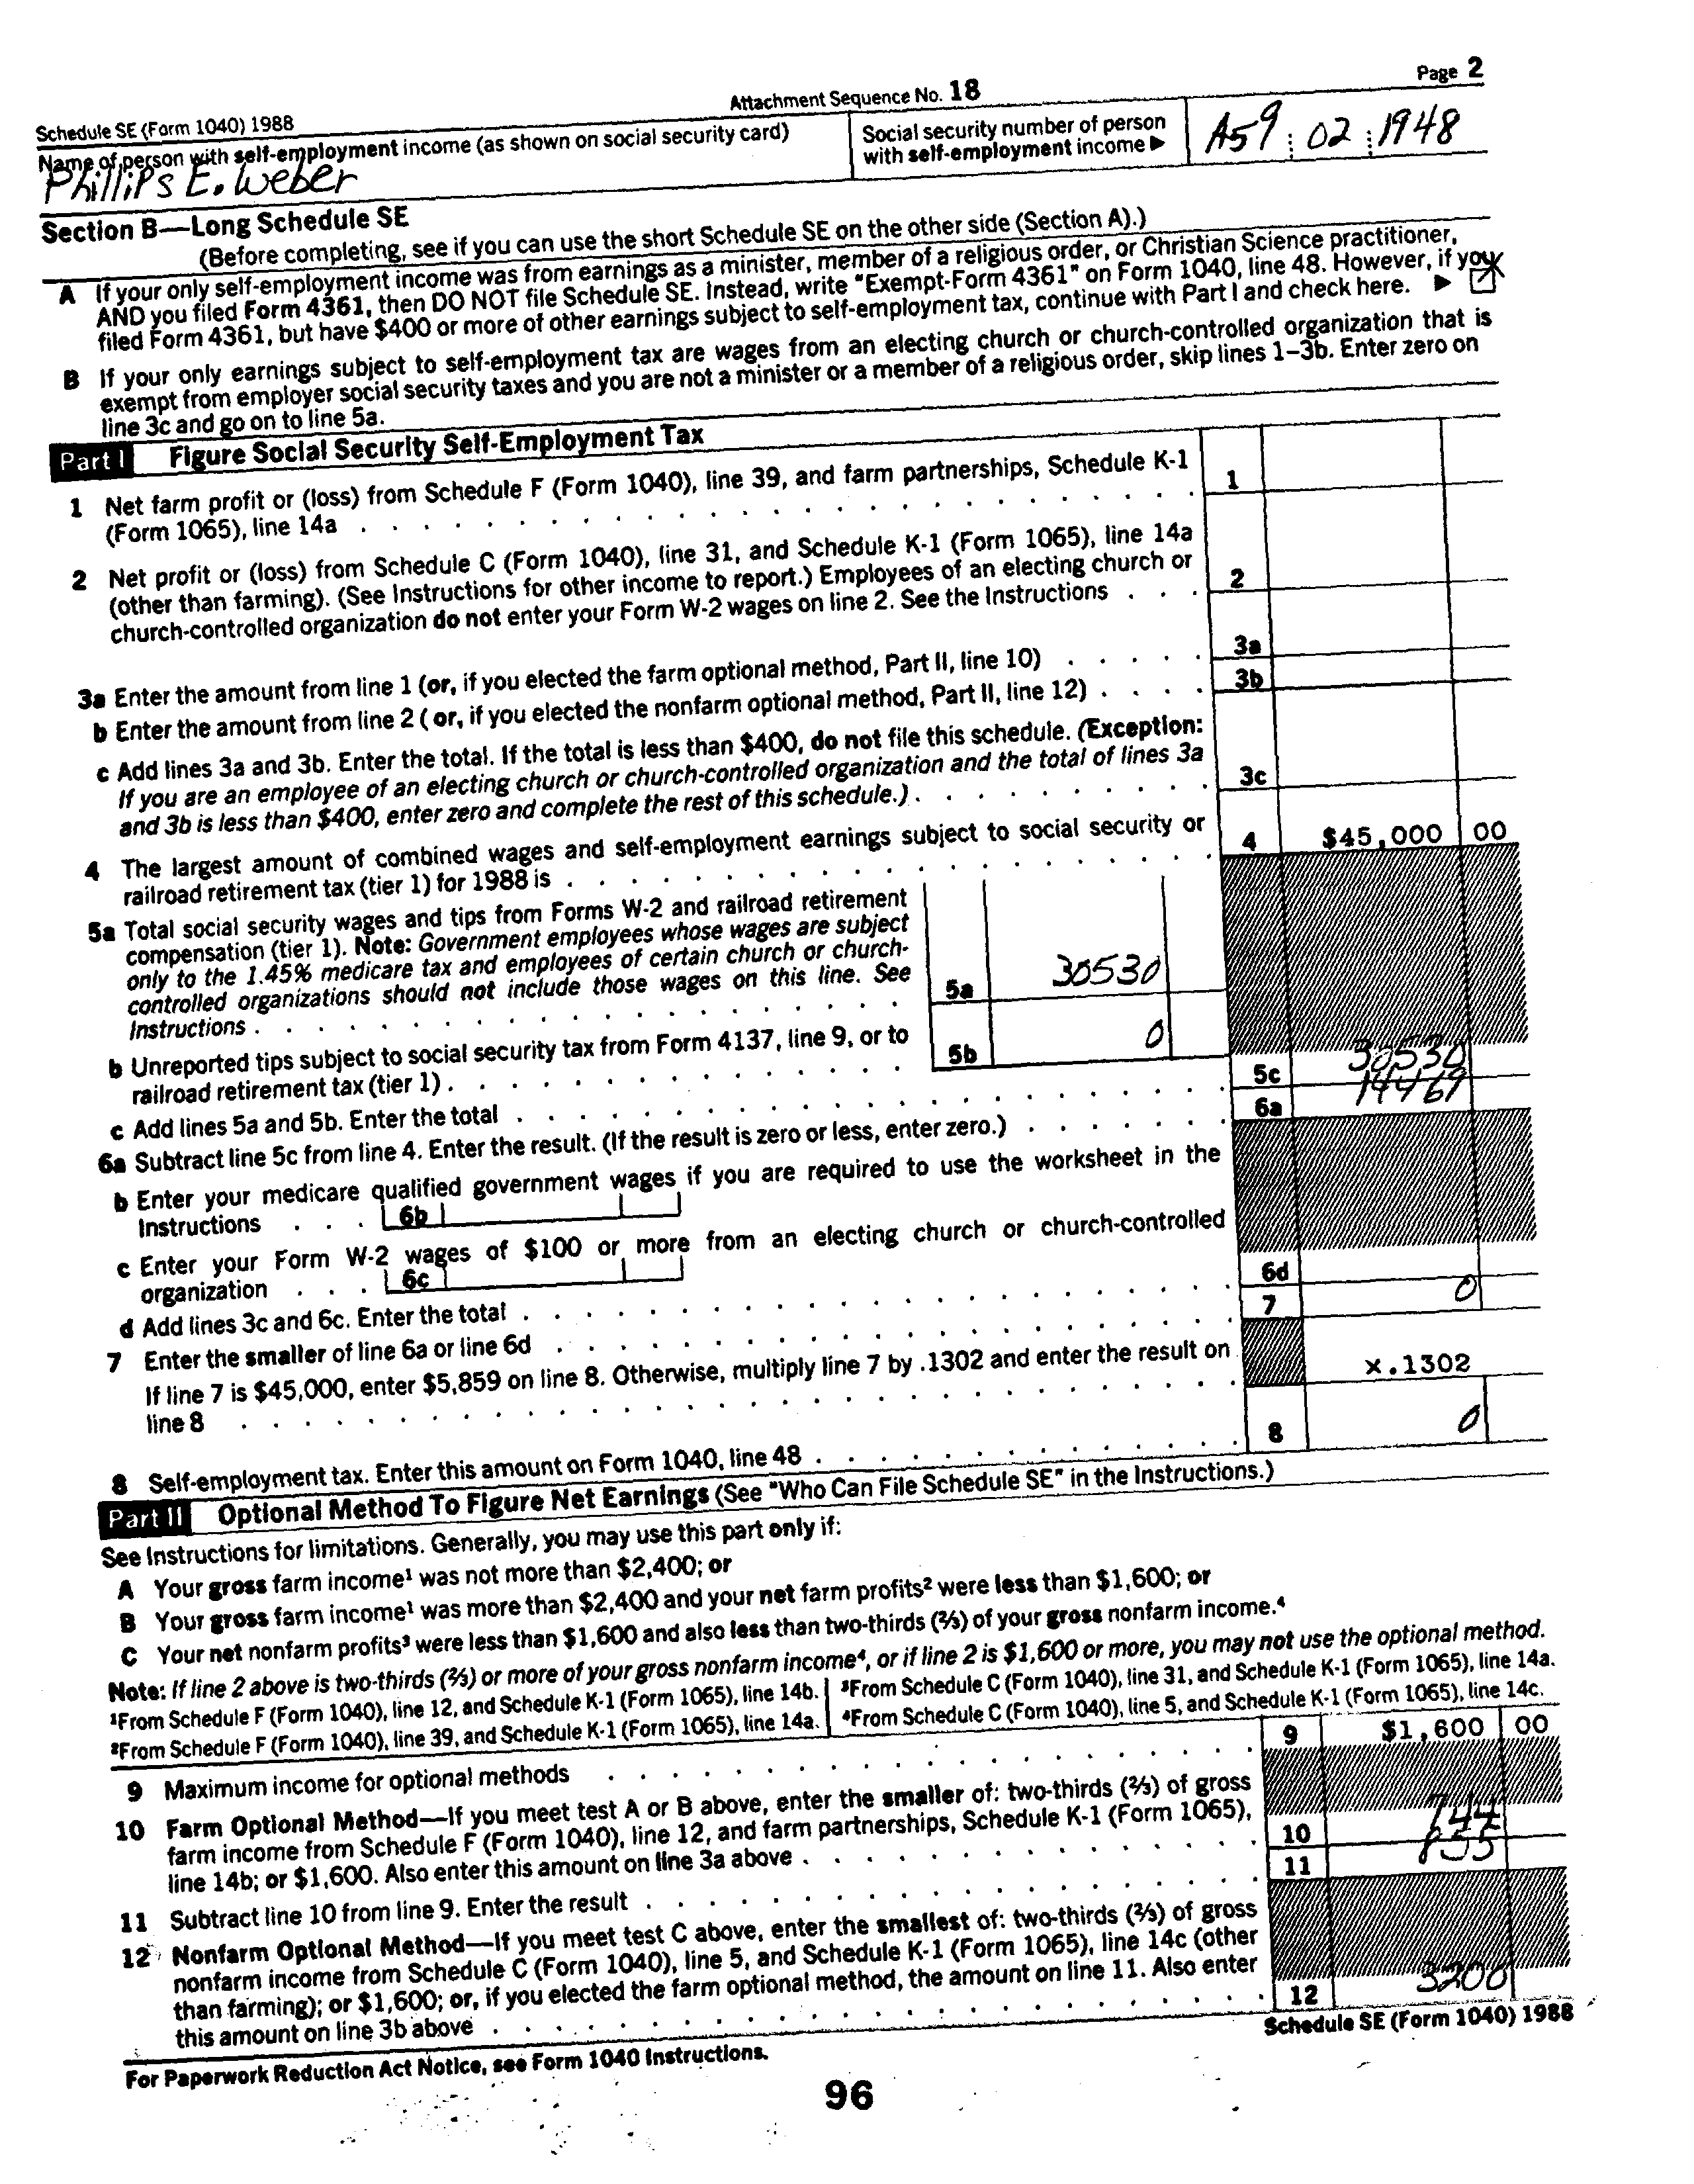 Page 2
Attachment Sequence No. 18
Schedule SE (Form 1040) 1988
Name of person with self-employment income (as shown on social security card)
Phillips E. Weber
Social security number of person
with self-employment income ►
A59 02 1948
Section B—Long Schedule SE
(Before completing, see if you can use the short Schedule SE on the other side (Section A).)
A If your only self-employment income was from earnings as a minister, member of a religious order, or Christian Science practitioner,
AND you filed Form 4361, then DO NOT file Schedule SE. Instead, write "Exempt-Form 4361" on Form 1040, line 48. However, if you
filed Form 4361, but have $400 or more of other earnings subject to self-employment tax, continue with Part I and check here. ►
B If your only earnings subject to self-employment tax are wages from an electing church or church-controlled organization that is
exempt from employer social security taxes and you are not a minister or a member of a religious order, skip lines 1–3b. Enter zero on
line 3c and go on to line 5a.
Part I Figure Social Security Self-Employment Tax
1 Net farm profit or (loss) from Schedule F (Form 1040), line 39, and farm partnerships, Schedule K-1
(Form 1065), line 14a . . . 1
2 Net profit or (loss) from Schedule C (Form 1040), line 31, and Schedule K-1 (Form 1065), line 14a
(other than farming). (See Instructions for other income to report.) Employees of an electing church or
church-controlled organization do not enter your Form W-2 wages on line 2. See the Instructions . . . 2
3a Enter the amount from line 1 (or, if you elected the farm optional method, Part II, line 10) . . . 3a
b Enter the amount from line 2 ( or, if you elected the nonfarm optional method, Part II, line 12) . . . 3b
c Add lines 3a and 3b. Enter the total. If the total is less than $400, do not file this schedule. (Exception:
If you are an employee of an electing church or church-controlled organization and the total of lines 3a
and 3b is less than $400, enter zero and complete the rest of this schedule.) . . . 3c
4 The largest amount of combined wages and self-employment earnings subject to social security or
railroad retirement tax (tier 1) for 1988 is . . . 4 $45,000 00
5a Total social security wages and tips from Forms W-2 and railroad retirement
compensation (tier 1). Note: Government employees whose wages are subject
only to the 1.45% medicare tax and employees of certain church or church-
controlled organizations should not include those wages on this line. See
Instructions . . . 5a 30530
b Unreported tips subject to social security tax from Form 4137, line 9, or to
railroad retirement tax (tier 1) . . . 5b 0
c Add lines 5a and 5b. Enter the total . . . 5c 30530
6a Subtract line 5c from line 4. Enter the result. (If the result is zero or less, enter zero.) . . . 6a 14469
b Enter your medicare qualified government wages if you are required to use the worksheet in the
Instructions . . . 6b
c Enter your Form W-2 wages of $100 or more from an electing church or church-controlled
organization . . . 6c
d Add lines 3c and 6c. Enter the total . . . 6d
7 Enter the smaller of line 6a or line 6d . . . 7 0
If line 7 is $45,000, enter $5,859 on line 8. Otherwise, multiply line 7 by .1302 and enter the result on
line 8 . . . x.1302
8 Self-employment tax. Enter this amount on Form 1040, line 48 . . . 8 0
Part II Optional Method To Figure Net Earnings (See "Who Can File Schedule SE" in the Instructions.)
See Instructions for limitations. Generally, you may use this part only if:
A Your gross farm income¹ was not more than $2,400; or
B Your gross farm income¹ was more than $2,400 and your net farm profits² were less than $1,600; or
C Your net nonfarm profits³ were less than $1,600 and also less than two-thirds (⅔) of your gross nonfarm income.⁴
Note: If line 2 above is two-thirds (⅔) or more of your gross nonfarm income⁴, or if line 2 is $1,600 or more, you may not use the optional method.
¹From Schedule F (Form 1040), line 12, and Schedule K-1 (Form 1065), line 14b.
³From Schedule C (Form 1040), line 31, and Schedule K-1 (Form 1065), line 14a.
²From Schedule F (Form 1040), line 39, and Schedule K-1 (Form 1065), line 14a.
⁴From Schedule C (Form 1040), line 5, and Schedule K-1 (Form 1065), line 14c.
9 Maximum income for optional methods . . . 9 $1,600 00
10 Farm Optional Method—If you meet test A or B above, enter the smaller of: two-thirds (⅔) of gross
farm income from Schedule F (Form 1040), line 12, and farm partnerships, Schedule K-1 (Form 1065),
line 14b; or $1,600. Also enter this amount on line 3a above . . . 10
11 Subtract line 10 from line 9. Enter the result . . . 11 855
12 Nonfarm Optional Method—If you meet test C above, enter the smallest of: two-thirds (⅔) of gross
nonfarm income from Schedule C (Form 1040), line 5, and Schedule K-1 (Form 1065), line 14c (other
than farming); or $1,600; or, if you elected the farm optional method, the amount on line 11. Also enter
this amount on line 3b above . . . 12 3200
Schedule SE (Form 1040) 1988
For Paperwork Reduction Act Notice, see Form 1040 Instructions.
96